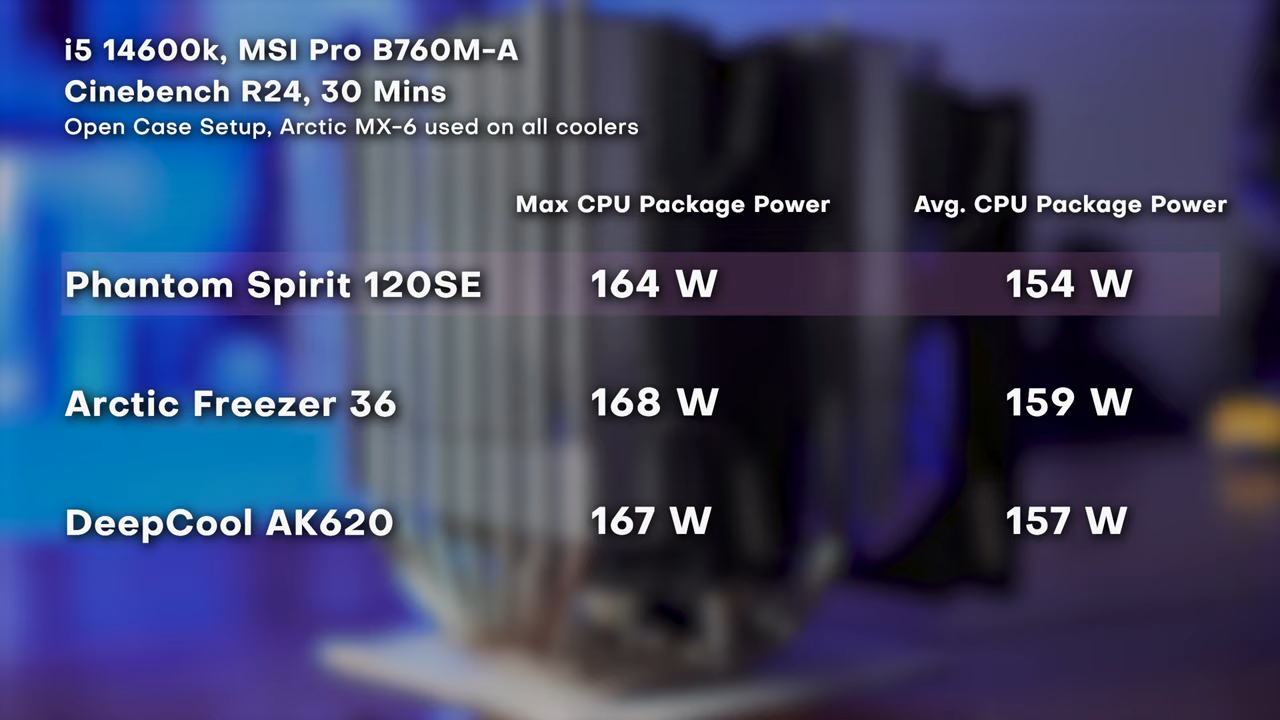 i5 14600k, MSI Pro B760M-A
Cinebench R24, 30 Mins
Open Case Setup, Arctic MX-6 used on all coolers
Max CPU Package Power Avg. CPU Package Power
Phantom Spirit 120SE 164 W 154 W
Arctic Freezer 36 168 W 159 W
DeepCool AK620 167 W 157 W